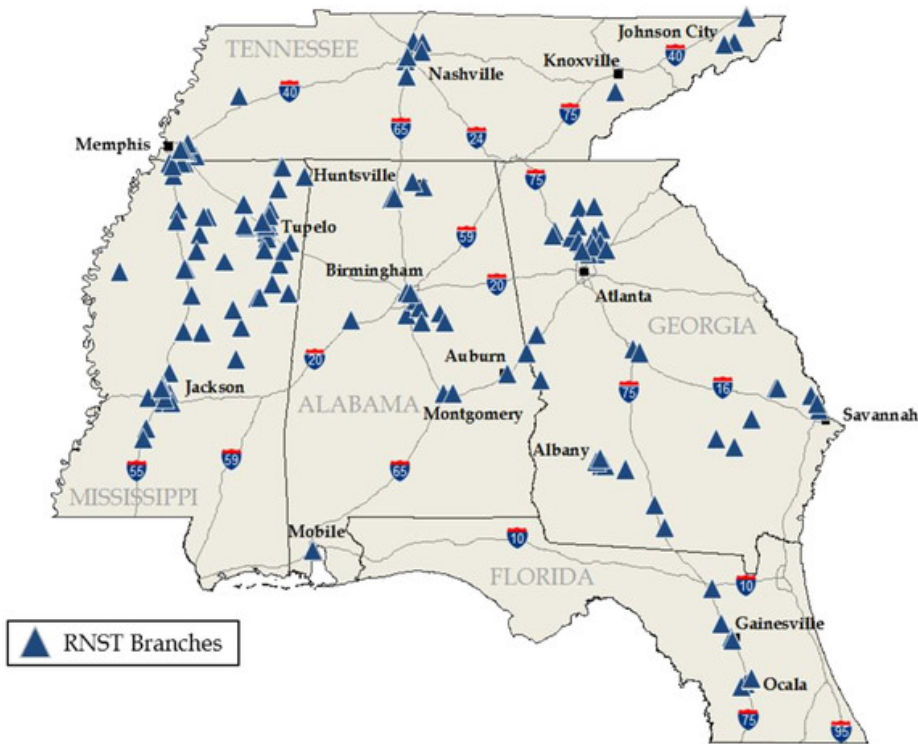 Johnson City
TENNESSEE
Knoxville
40
Nashville
75
40
65
24
Memphis
Huntsville
75
Tupelo
59
Birmingham
20
Atlanta
GEORGIA
Auburn
20
Jackson
75
16
ALABAMA
Montgomery
Savannah
Albany
59
55
65
MISSISSIPPI
Mobile
10
FLORIDA
10
Gainesville
RNST Branches
Ocala
75
95